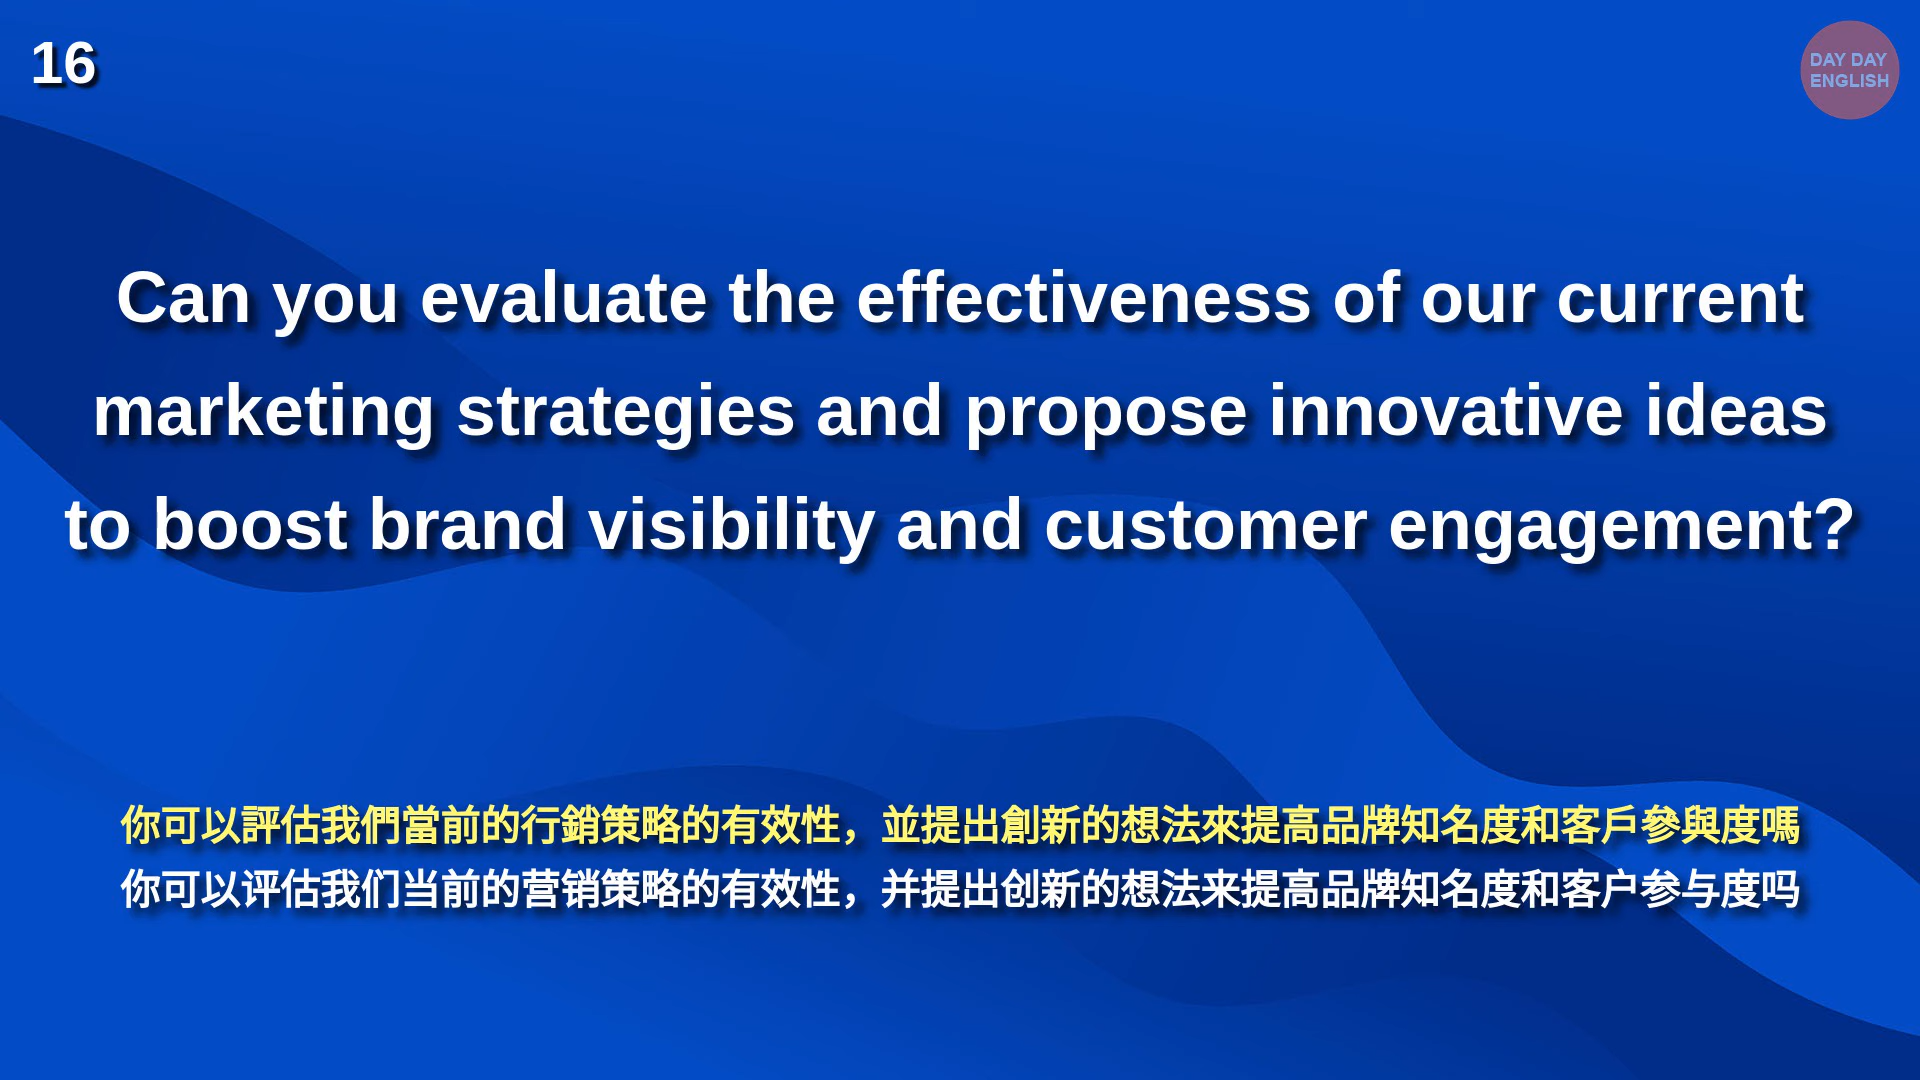 16
DAY DAY
ENGLISH
Can you evaluate the effectiveness of our current
marketing strategies and propose innovative ideas
to boost brand visibility and customer engagement?
你可以評估我們當前的行銷策略的有效性，並提出創新的想法來提高品牌知名度和客戶參與度嗎
你可以评估我们当前的营销策略的有效性，并提出创新的想法来提高品牌知名度和客户参与度吗